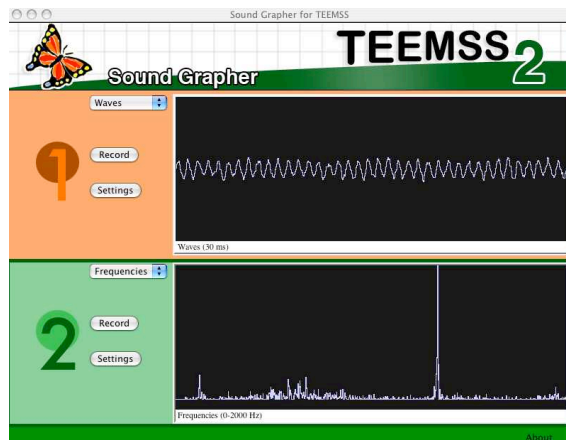 Sound Grapher for TEEMSS
TEEMSS2
Sound Grapher
Waves
1
Record
Settings
Waves (30 ms)
Frequencies
2
Record
Settings
Frequencies (0-2000 Hz)
About